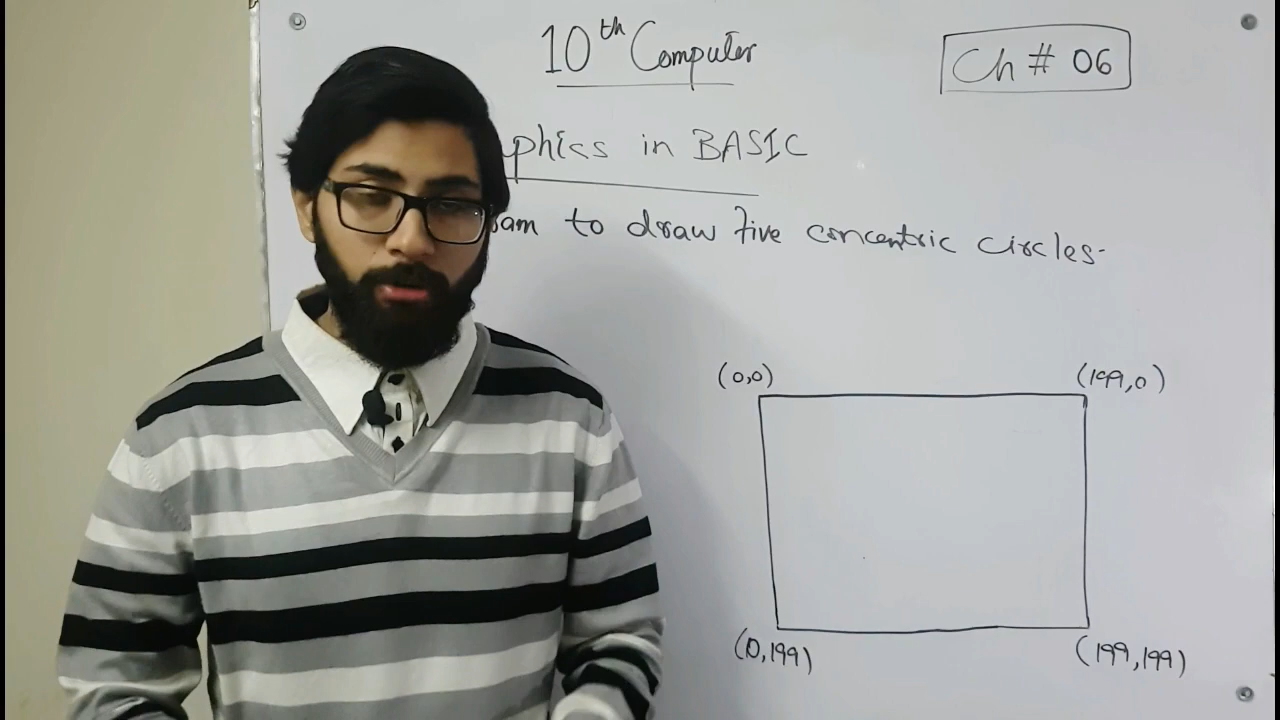 10th Computer
Ch # 06
phics in BASIC
to draw five concentric circles.
(0,0)
(199,0)
(0,199)
(199,199)